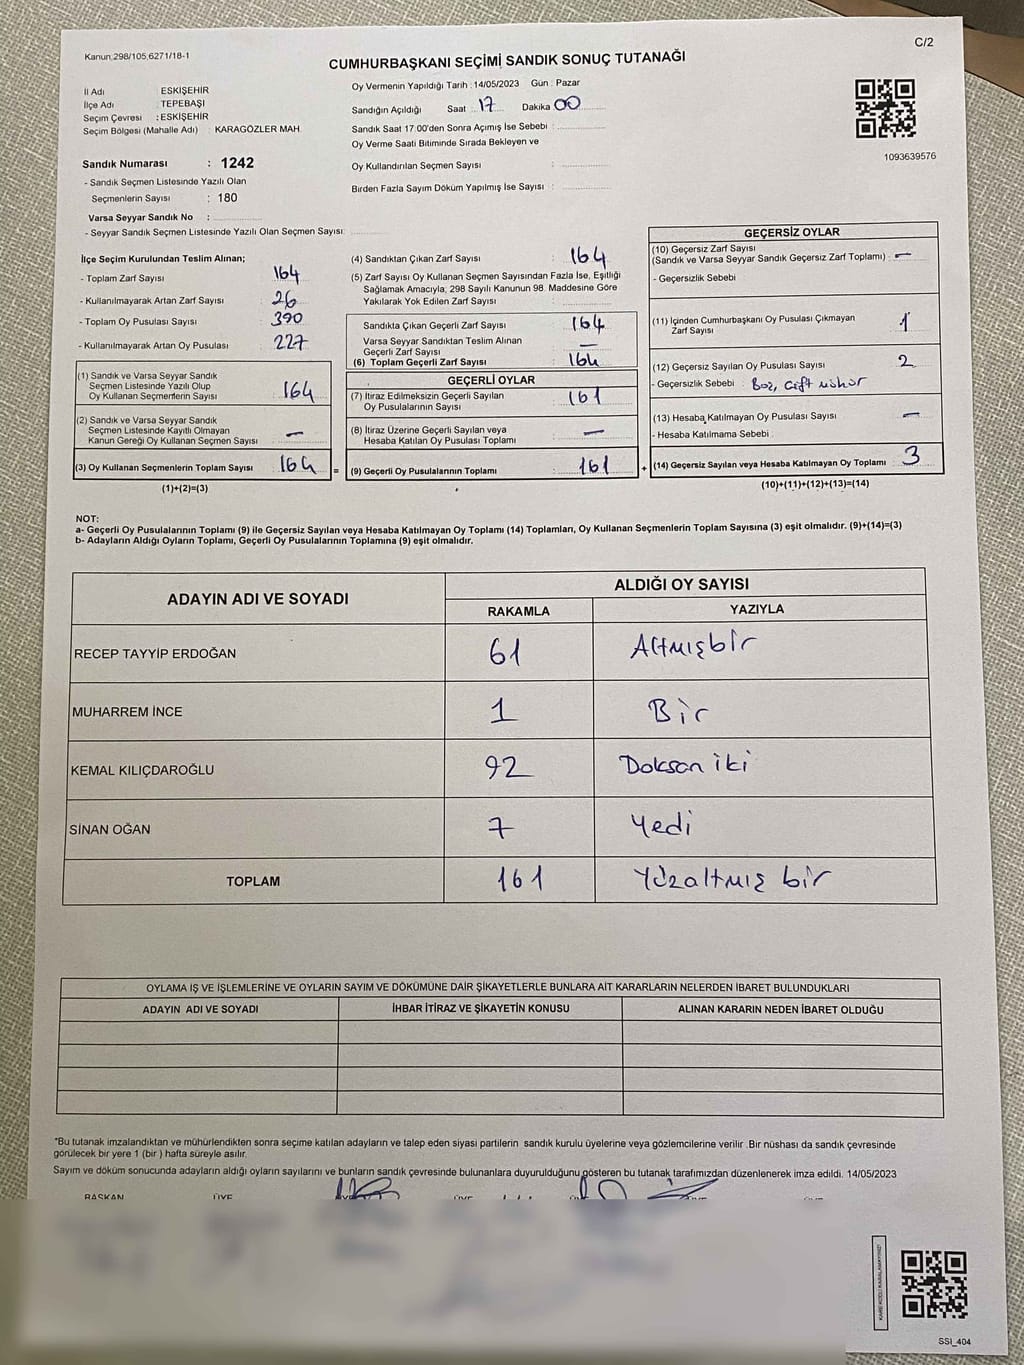 C/2
Kanun;298/105;6271/18-1
CUMHURBAŞKANI SEÇİMİ SANDIK SONUÇ TUTANAĞI
İl Adı : ESKİŞEHİR
İlçe Adı : TEPEBAŞI
Seçim Çevresi : ESKİŞEHİR
Seçim Bölgesi (Mahalle Adı) : KARAGÖZLER MAH.
Sandık Numarası : 1242
- Sandık Seçmen Listesinde Yazılı Olan
Seçmenlerin Sayısı : 180
Varsa Seyyar Sandık No :
- Seyyar Sandık Seçmen Listesinde Yazılı Olan Seçmen Sayısı:
Oy Vermenin Yapıldığı Tarih : 14/05/2023 Gün : Pazar
Sandığın Açıldığı Saat : 17 Dakika 00
Sandık Saat 17:00'den Sonra Açımış İse Sebebi :
Oy Verme Saati Bitiminde Sırada Bekleyen ve
Oy Kullandırılan Seçmen Sayısı :
Birden Fazla Sayım Döküm Yapılmış İse Sayısı :
1093639576
İlçe Seçim Kurulundan Teslim Alınan;
- Toplam Zarf Sayısı : 164
- Kullanılmayarak Artan Zarf Sayısı : 26
- Toplam Oy Pusulası Sayısı : 390
- Kullanılmayarak Artan Oy Pusulası : 227
(1) Sandık ve Varsa Seyyar Sandık
Seçmen Listesinde Yazılı Olup
Oy Kullanan Seçmenlerin Sayısı : 164
(2) Sandık ve Varsa Seyyar Sandık
Seçmen Listesinde Kayıtlı Olmayan
Kanun Gereği Oy Kullanan Seçmen Sayısı : —
(3) Oy Kullanan Seçmenlerin Toplam Sayısı : 164 =
(1)+(2)=(3)
(4) Sandıktan Çıkan Zarf Sayısı : 164
(5) Zarf Sayısı Oy Kullanan Seçmen Sayısından Fazla İse, Eşitliği
Sağlamak Amacıyla; 298 Sayılı Kanunun 98. Maddesine Göre
Yakılarak Yok Edilen Zarf Sayısı :
Sandıkta Çıkan Geçerli Zarf Sayısı : 164
Varsa Seyyar Sandıktan Teslim Alınan
Geçerli Zarf Sayısı : —
(6) Toplam Geçerli Zarf Sayısı : 164
GEÇERLİ OYLAR
(7) İtiraz Edilmeksizin Geçerli Sayılan
Oy Pusulalarının Sayısı : 161
(8) İtiraz Üzerine Geçerli Sayılan veya
Hesaba Katılan Oy Pusulası Toplamı : —
(9) Geçerli Oy Pusulalarının Toplamı : 161 +
GEÇERSİZ OYLAR
(10) Geçersiz Zarf Sayısı
(Sandık ve Varsa Seyyar Sandık Geçersiz Zarf Toplamı) : —
- Geçersizlik Sebebi :
(11) İçinden Cumhurbaşkanı Oy Pusulası Çıkmayan
Zarf Sayısı : 1
(12) Geçersiz Sayılan Oy Pusulası Sayısı : 2
- Geçersizlik Sebebi : Boş, çift mühür
(13) Hesaba Katılmayan Oy Pusulası Sayısı : —
- Hesaba Katılmama Sebebi :
(14) Geçersiz Sayılan veya Hesaba Katılmayan Oy Toplamı : 3
(10)+(11)+(12)+(13)=(14)
NOT:
a- Geçerli Oy Pusulalarının Toplamı (9) ile Geçersiz Sayılan veya Hesaba Katılmayan Oy Toplamı (14) Toplamları, Oy Kullanan Seçmenlerin Toplam Sayısına (3) eşit olmalıdır. (9)+(14)=(3)
b- Adayların Aldığı Oyların Toplamı, Geçerli Oy Pusulalarının Toplamına (9) eşit olmalıdır.
ADAYIN ADI VE SOYADI ALDIĞI OY SAYISI
RAKAMLA YAZIYLA
RECEP TAYYİP ERDOĞAN 61 Altmışbir
MUHARREM İNCE 1 Bir
KEMAL KILIÇDAROĞLU 92 Doksan iki
SİNAN OĞAN 7 Yedi
TOPLAM 161 Yüzaltmış bir
OYLAMA İŞ VE İŞLEMLERİNE VE OYLARIN SAYIM VE DÖKÜMÜNE DAİR ŞİKAYETLERLE BUNLARA AİT KARARLARIN NELERDEN İBARET BULUNDUKLARI
ADAYIN ADI VE SOYADI İHBAR İTİRAZ VE ŞİKAYETİN KONUSU ALINAN KARARIN NEDEN İBARET OLDUĞU
*Bu tutanak imzalandıktan ve mühürlendikten sonra seçime katılan adayların ve talep eden siyasi partilerin sandık kurulu üyelerine veya gözlemcilerine verilir. Bir nüshası da sandık çevresinde
görülecek bir yere 1 (bir) hafta süreyle asılır.
Sayım ve döküm sonucunda adayların aldığı oyların sayılarını ve bunların sandık çevresinde bulunanlara duyurulduğunu gösteren bu tutanak tarafımızdan düzenlenerek imza edildi. 14/05/2023
BAŞKAN ÜYE ÜYE ÜYE ÜYE
KARE KODU KARALAMAYINIZ!
SSI_404